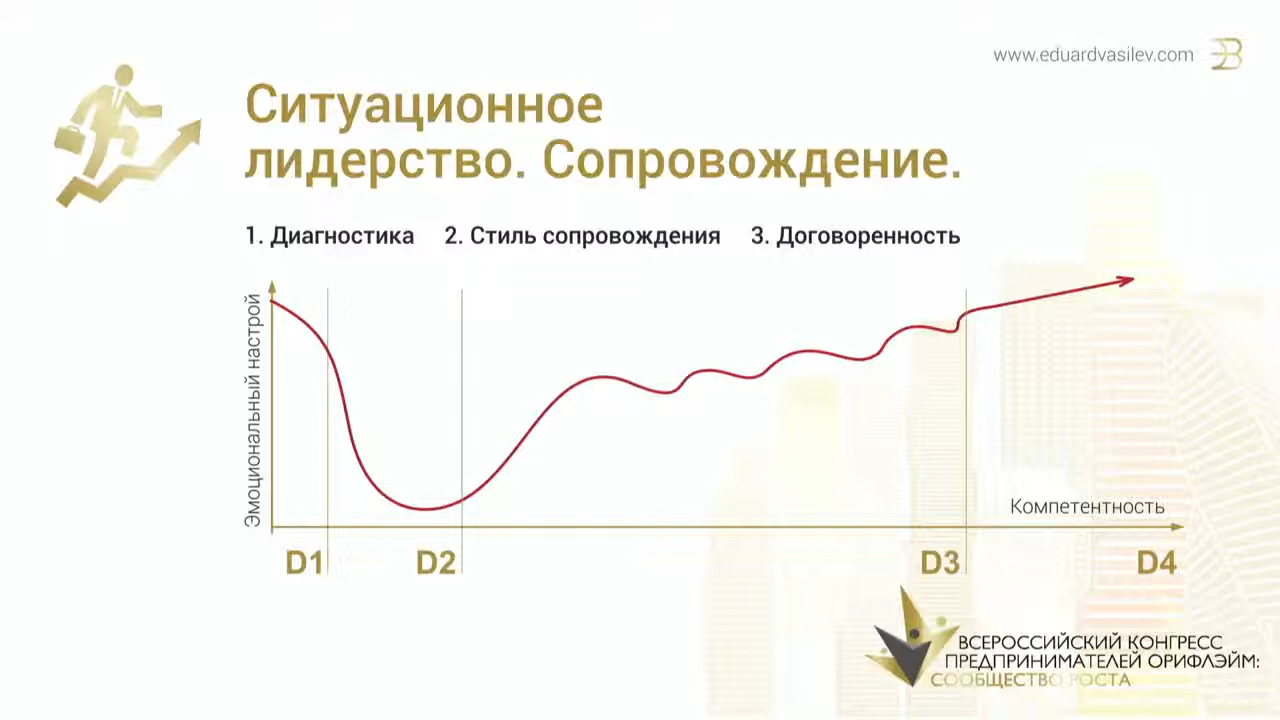 www.eduardvasilev.com
Ситуационное
лидерство. Сопровождение.
1. Диагностика 2. Стиль сопровождения 3. Договоренность
Эмоциональный настрой
Компетентность
D1 D2 D3 D4
ВСЕРОССИЙСКИЙ КОНГРЕСС
ПРЕДПРИНИМАТЕЛЕЙ ОРИФЛЭЙМ:
СООБЩЕСТВО РОСТА